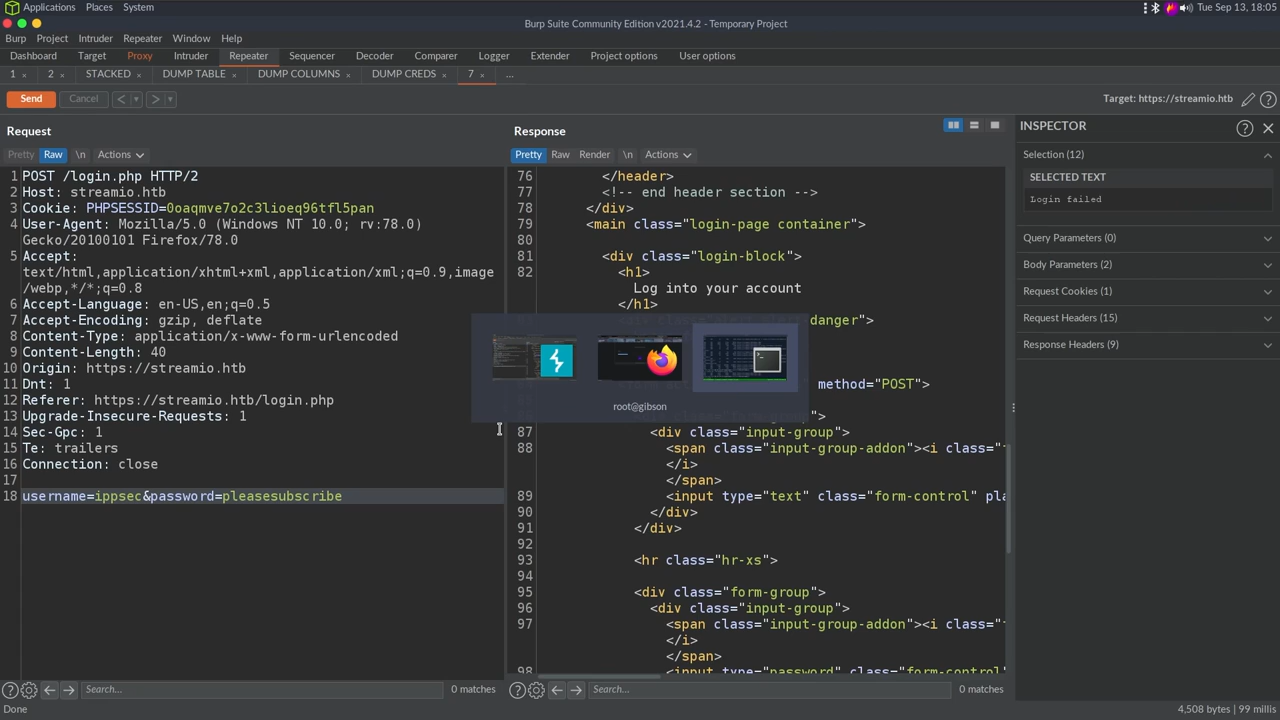 Applications Places System Tue Sep 13, 18:05
Burp Suite Community Edition v2021.4.2 - Temporary Project
Burp Project Intruder Repeater Window Help
Dashboard Target Proxy Intruder Repeater Sequencer Decoder Comparer Logger Extender Project options User options
1 × 2 × STACKED × DUMP TABLE × DUMP COLUMNS × DUMP CREDS × 7 × ...
Send Cancel < > Target: https://streamio.htb
Request
Pretty Raw \n Actions
1 POST /login.php HTTP/2
2 Host: streamio.htb
3 Cookie: PHPSESSID=0oaqmve7o2c3lioeq96tfl5pan
4 User-Agent: Mozilla/5.0 (Windows NT 10.0; rv:78.0)
Gecko/20100101 Firefox/78.0
5 Accept:
text/html,application/xhtml+xml,application/xml;q=0.9,image
/webp,*/*;q=0.8
6 Accept-Language: en-US,en;q=0.5
7 Accept-Encoding: gzip, deflate
8 Content-Type: application/x-www-form-urlencoded
9 Content-Length: 40
10 Origin: https://streamio.htb
11 Dnt: 1
12 Referer: https://streamio.htb/login.php
13 Upgrade-Insecure-Requests: 1
14 Sec-Gpc: 1
15 Te: trailers
16 Connection: close
17
18 username=ippsec&password=pleasesubscribe
Response
Pretty Raw Render \n Actions
76 </header>
77 <!-- end header section -->
78 </div>
79 <main class="login-page container">
80
81 <div class="login-block">
82 <h1>
Log into your account
</h1>
danger">
method="POST">
>
87 <div class="input-group">
88 <span class="input-group-addon"><i class="
</i>
</span>
89 <input type="text" class="form-control" pla
90 </div>
91 </div>
92
93 <hr class="hr-xs">
94
95 <div class="form-group">
96 <div class="input-group">
97 <span class="input-group-addon"><i class="
</i>
</span>
98 <input type="password" class="form-control"
root@gibson
INSPECTOR
Selection (12)
SELECTED TEXT
Login failed
Query Parameters (0)
Body Parameters (2)
Request Cookies (1)
Request Headers (15)
Response Headers (9)
Search... 0 matches
Search... 0 matches
Done 4,508 bytes | 99 millis